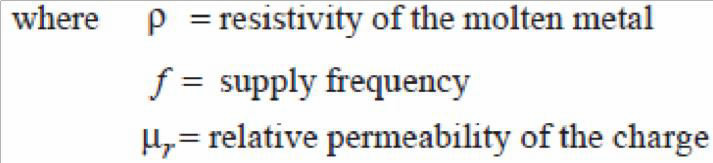 where ρ = resistivity of the molten metal
f = supply frequency
μr = relative permeability of the charge